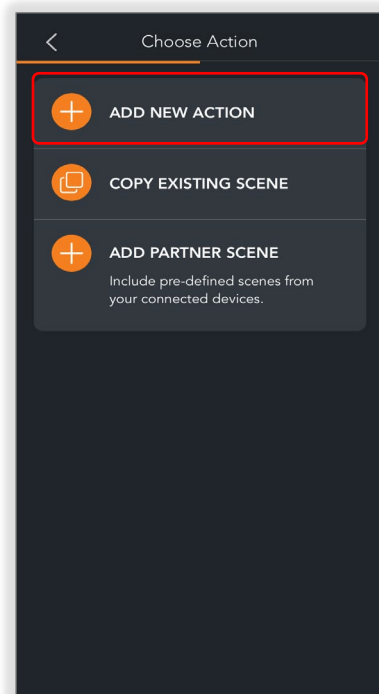 Choose Action
ADD NEW ACTION
COPY EXISTING SCENE
ADD PARTNER SCENE
Include pre-defined scenes from
your connected devices.